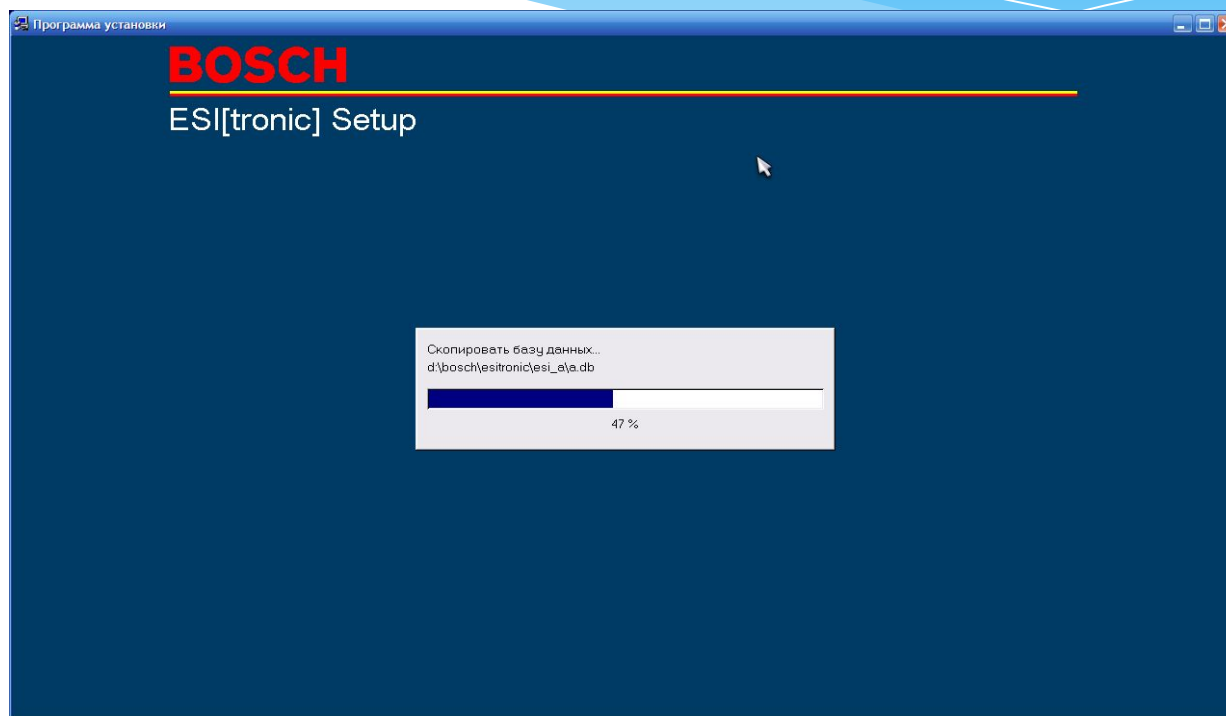 Программа установки
BOSCH
ESI[tronic] Setup
Скопировать базу данных...
d:\bosch\esitronic\esi_a\a.db
47 %